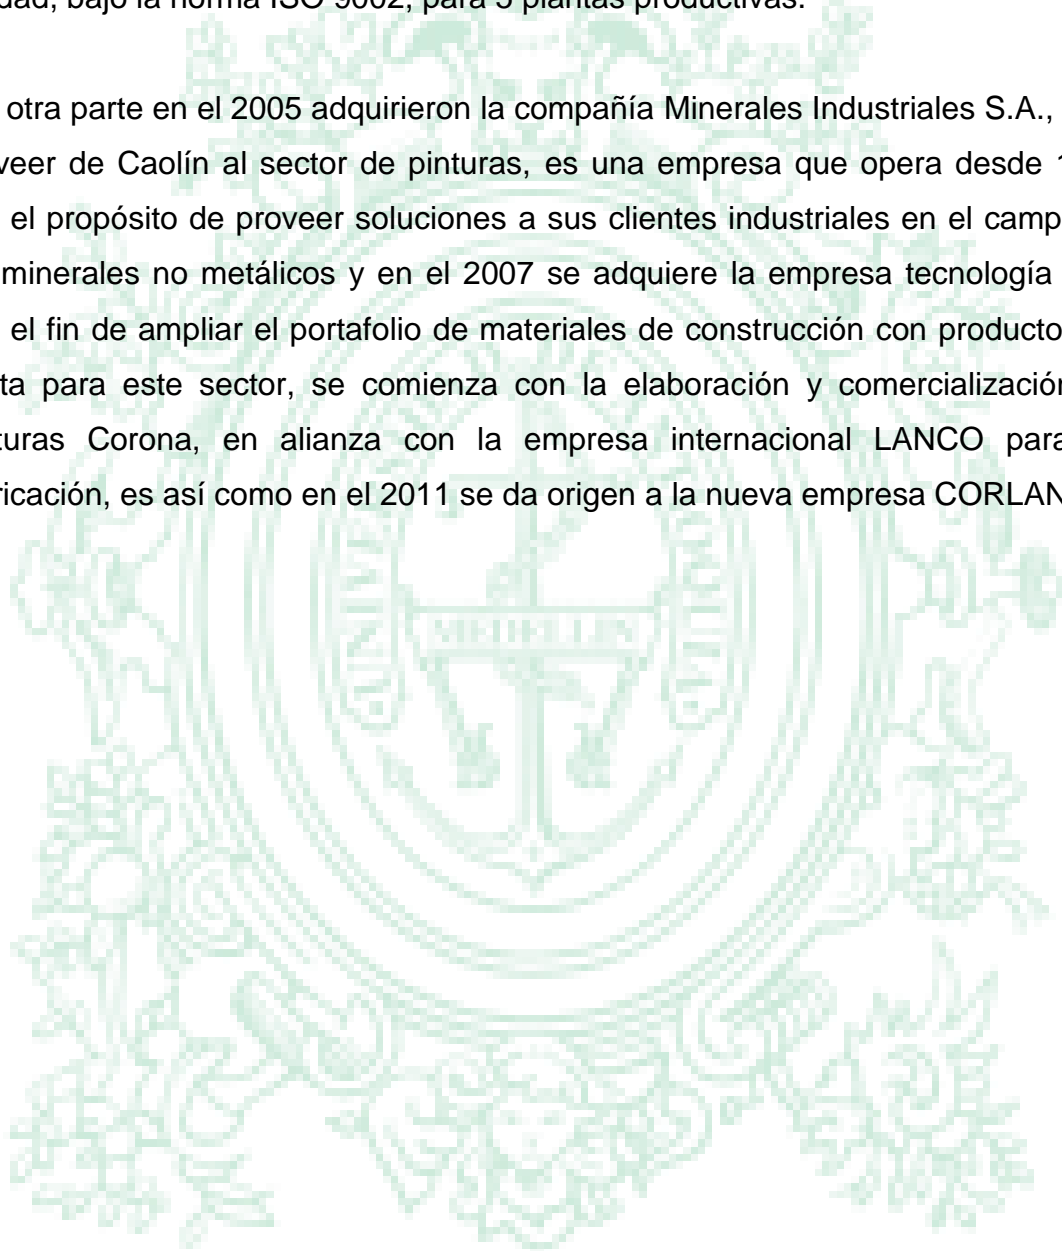 dad, bajo la norma ISO 9002, para 5 plantas productivas.
otra parte en el 2005 adquirieron la compañía Minerales Industriales S.A.,
veer de Caolín al sector de pinturas, es una empresa que opera desde 1
el propósito de proveer soluciones a sus clientes industriales en el camp
minerales no metálicos y en el 2007 se adquiere la empresa tecnología
el fin de ampliar el portafolio de materiales de construcción con producto
ta para este sector, se comienza con la elaboración y comercialización
turas Corona, en alianza con la empresa internacional LANCO para
ricación, es así como en el 2011 se da origen a la nueva empresa CORLAN